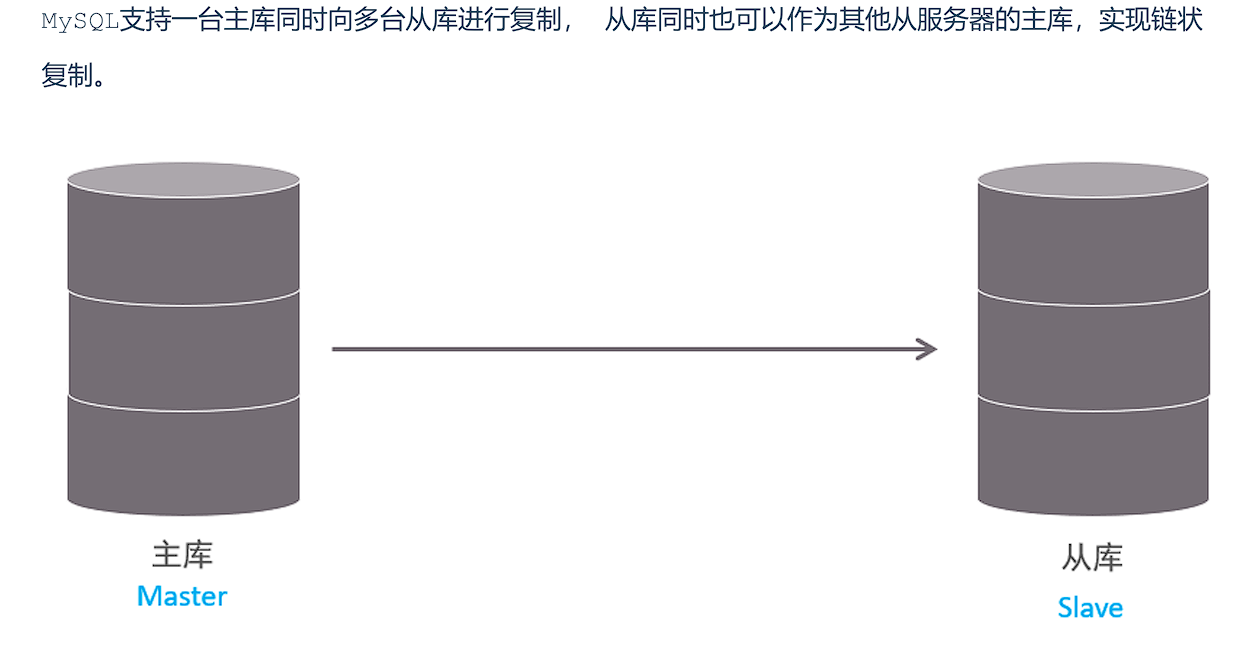 MySQL支持一台主库同时向多台从库进行复制， 从库同时也可以作为其他从服务器的主库，实现链状
复制。
主库
从库
Master
Slave